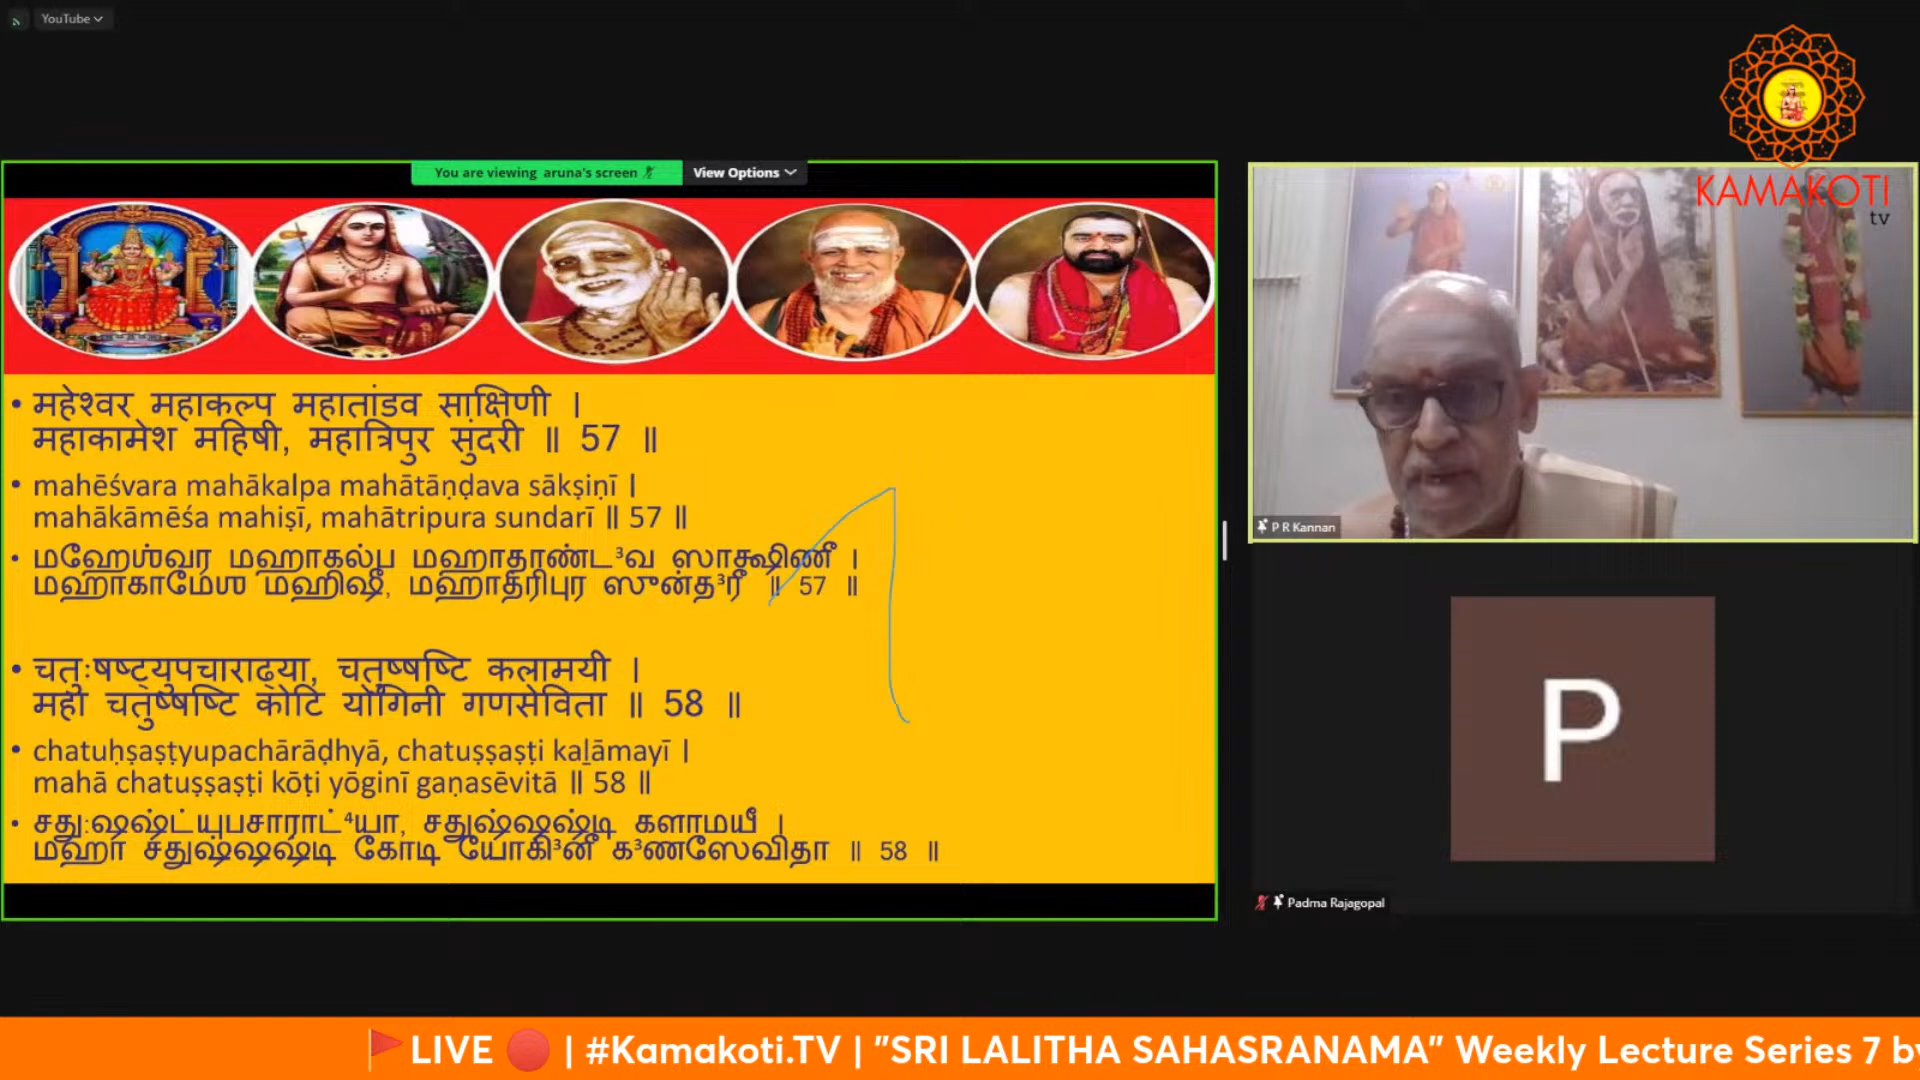 YouTube
KAMAKOTI
tv
You are viewing aruna's screen
View Options
• महेश्वर महाकल्प महातांडव साक्षिणी |
महाकामेश महिषी, महात्रिपुर सुंदरी ॥ 57 ॥
• mahēśvara mahākalpa mahātāṇḍava sākṣiṇī |
mahākāmēśa mahiṣī, mahātripura sundarī ॥ 57 ॥
• மஹேஶ்வர மஹாகல்ப மஹாதாண்ட³வ ஸாக்ஷிணீ |
மஹாகாமேஶ மஹிஷீ, மஹாத்ரிபுர ஸுன்த³ரீ ॥ 57 ॥
• चतुःषष्ट्युपचाराढ्या, चतुष्षष्टि कलामयी |
महा चतुष्षष्टि कोटि योगिनी गणसेविता ॥ 58 ॥
• chatuḥṣaṣṭyupachārāḍhyā, chatuṣṣaṣṭi kaḻāmayī |
mahā chatuṣṣaṣṭi kōṭi yōginī gaṇasēvitā ॥ 58 ॥
• சது:ஷஷ்ட்யுபசாராட்⁴யா, சதுஷ்ஷஷ்டி களாமயீ |
மஹா சதுஷ்ஷஷ்டி கோடி யோகி³னீ க³ணஸேவிதா ॥ 58 ॥
P R Kannan
P
Padma Rajagopal
LIVE | #Kamakoti.TV | "SRI LALITHA SAHASRANAMA" Weekly Lecture Series 7 by